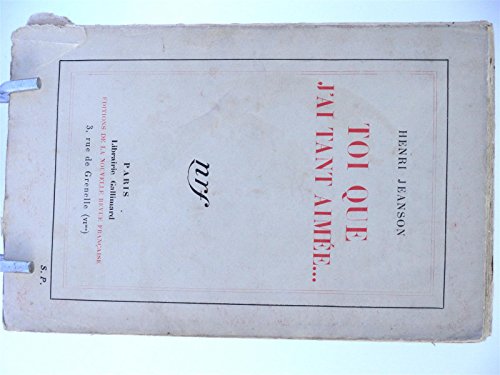 HENRI JEANSON
TOI QUE
J'AI TANT AIMÉE...
nrf
PARIS
Librairie Gallimard
ÉDITIONS DE LA NOUVELLE REVUE FRANÇAISE
3, rue de Grenelle (VIme)
S. P.